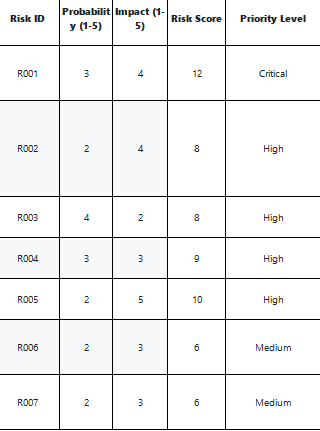 Risk ID Probabilit Impact (1- Risk Score Priority Level
y (1-5) 5)
R001 3 4 12 Critical
R002 2 4 8 High
R003 4 2 8 High
R004 3 3 9 High
R005 2 5 10 High
R006 2 3 6 Medium
R007 2 3 6 Medium